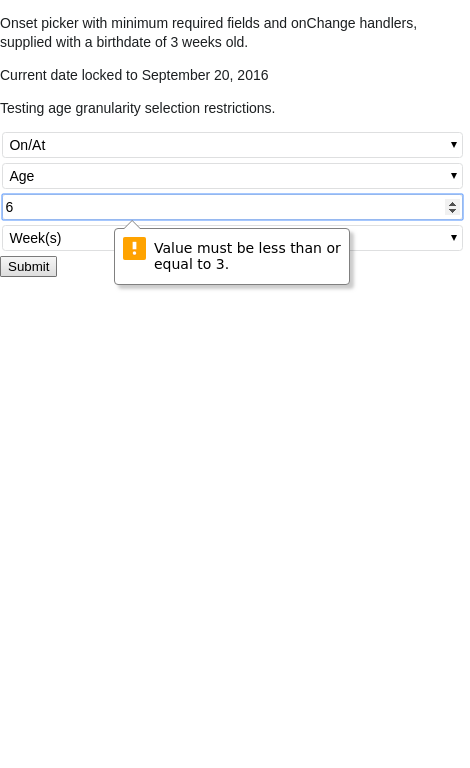 Onset picker with minimum required fields and onChange handlers,
supplied with a birthdate of 3 weeks old.
Current date locked to September 20, 2016
Testing age granularity selection restrictions.
On/At
Age
6
Week(s)
Value must be less than or
equal to 3.
Submit